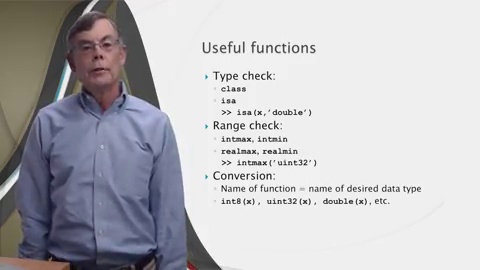 Useful functions
Type check:
class
isa
>> isa(x,'double')
Range check:
intmax, intmin
realmax, realmin
>> intmax('uint32')
Conversion:
Name of function = name of desired data type
int8(x), uint32(x), double(x), etc.